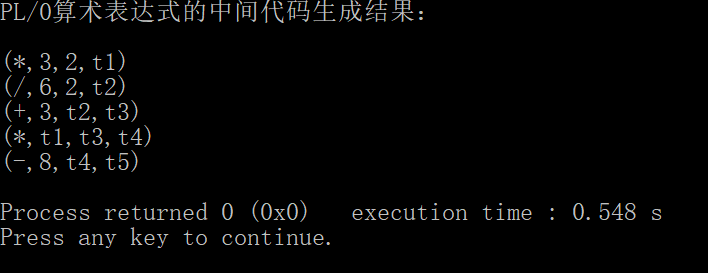 PL/0算术表达式的中间代码生成结果：
(*,3,2,t1)
(/,6,2,t2)
(+,3,t2,t3)
(*,t1,t3,t4)
(-,8,t4,t5)
Process returned 0 (0x0)   execution time : 0.548 s
Press any key to continue.